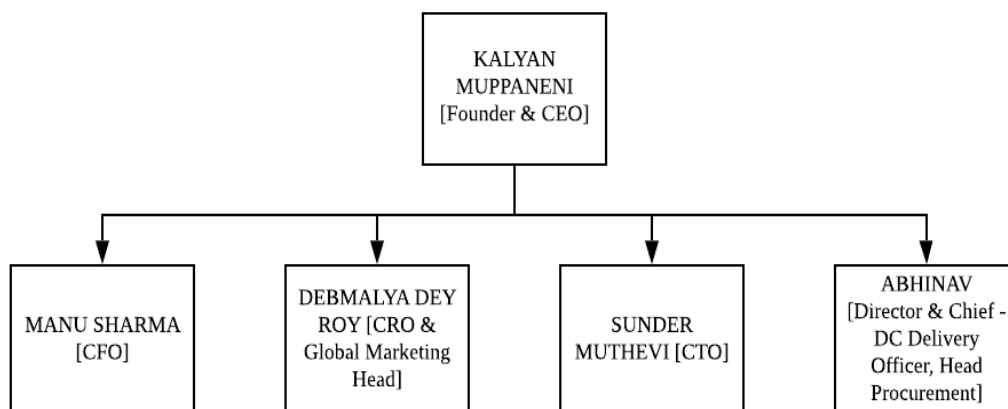 KALYAN
MUPPANENI
[Founder & CEO]
MANU SHARMA
[CFO]
DEBMALYA DEY
ROY [CRO &
Global Marketing
Head]
SUNDER
MUTHEVI [CTO]
ABHINAV
[Director & Chief -
DC Delivery
Officer, Head
Procurement]